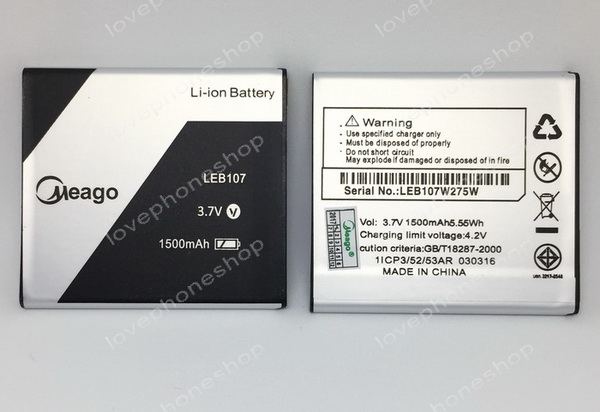 Li-ion Battery
Meago
LEB107
3.7V
1500mAh
Warning
Use specified charger only
Must be disposed of properly
Do not short circuit
May explode if damaged or disposed of in fire
Serial No.:LEB107W275W
Vol: 3.7V 1500mAh5.55Wh
Charging limit voltage:4.2V
cution criteria:GB/T18287-2000
1ICP3/52/53AR 030316
MADE IN CHINA
Meago
lovephoneshop